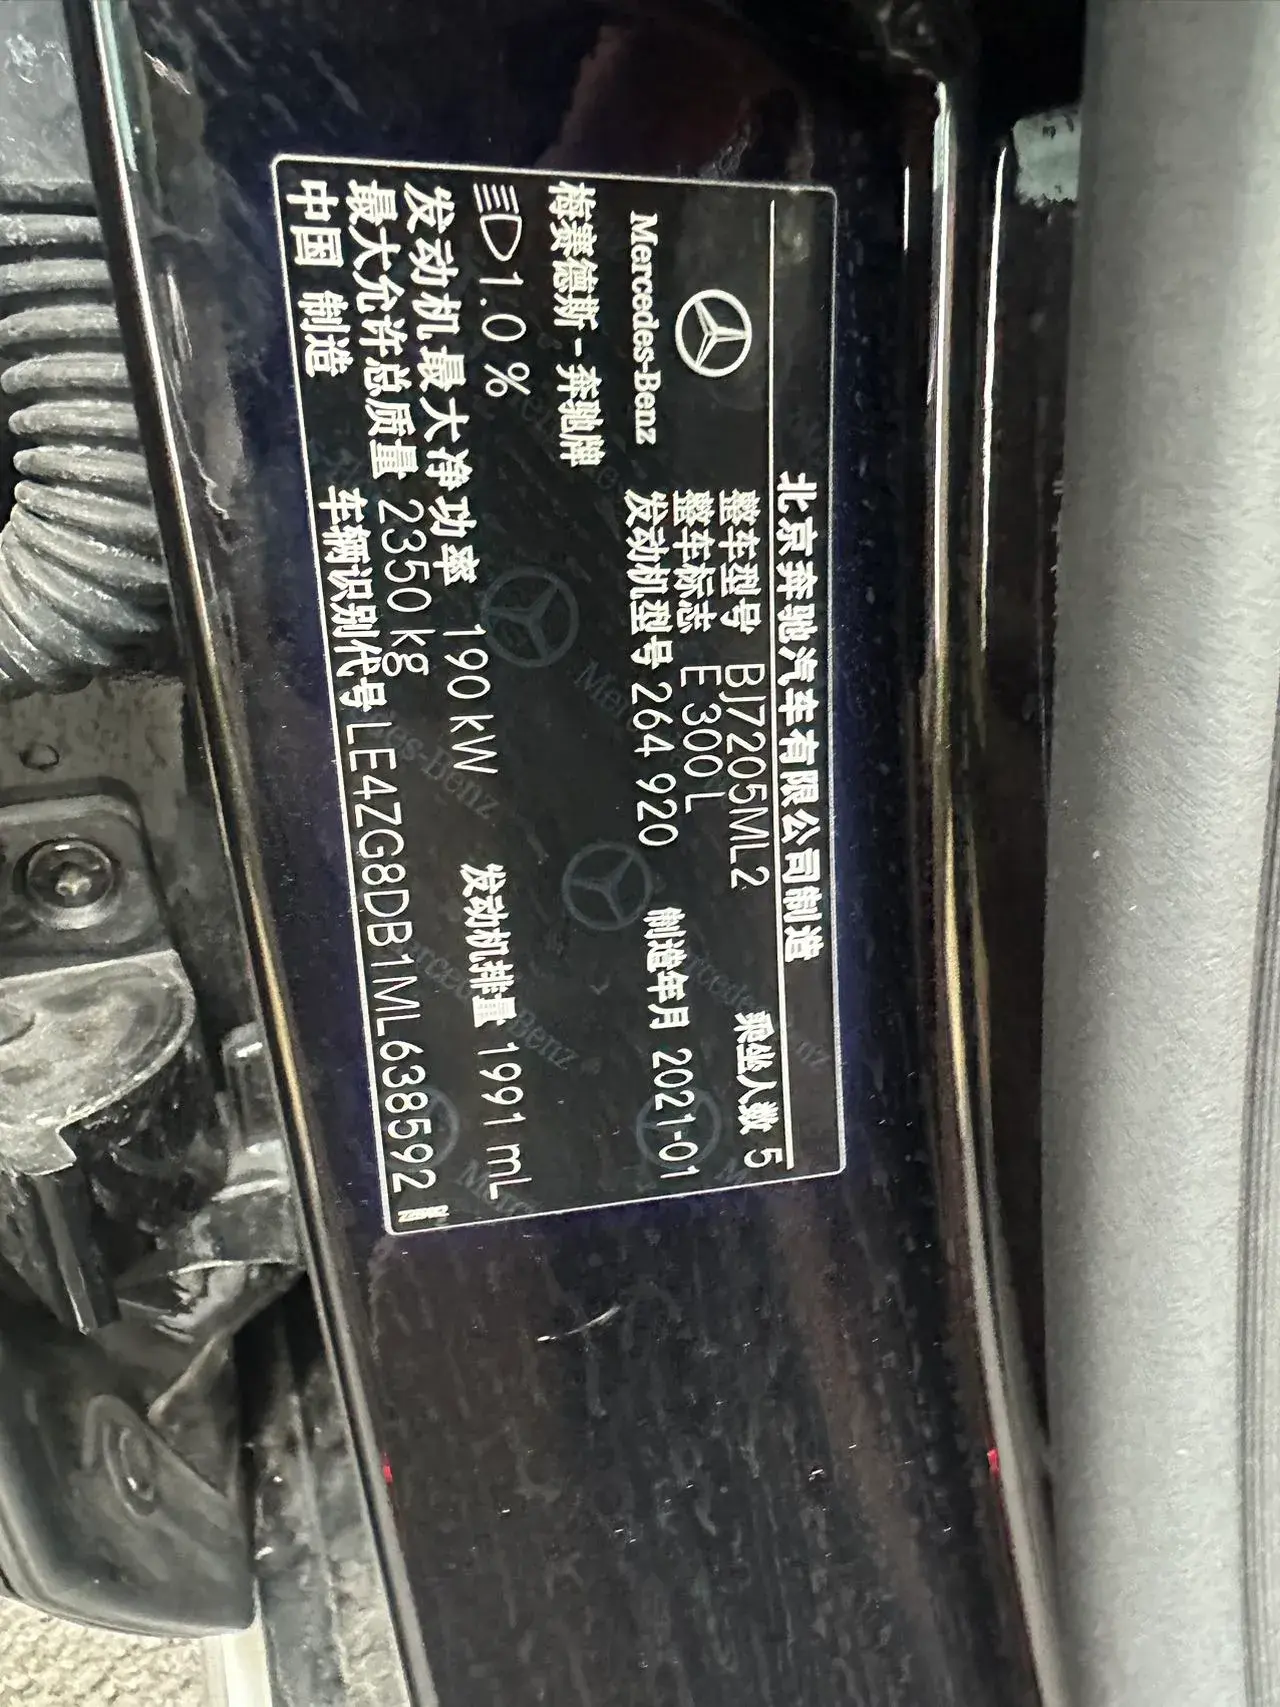 北京奔驰汽车有限公司制造
Mercedes-Benz
整车型号 BJ7205ML2 乘坐人数 5
整车标志 E 300 L
发动机型号 264 920 制造年月 2021-01
梅赛德斯-奔驰牌
1.0 %
发动机最大净功率 190 kW 发动机排量 1991 mL
最大允许总质量 2350 kg
中国 制造 车辆识别代号 LE4ZG8DB1ML638592